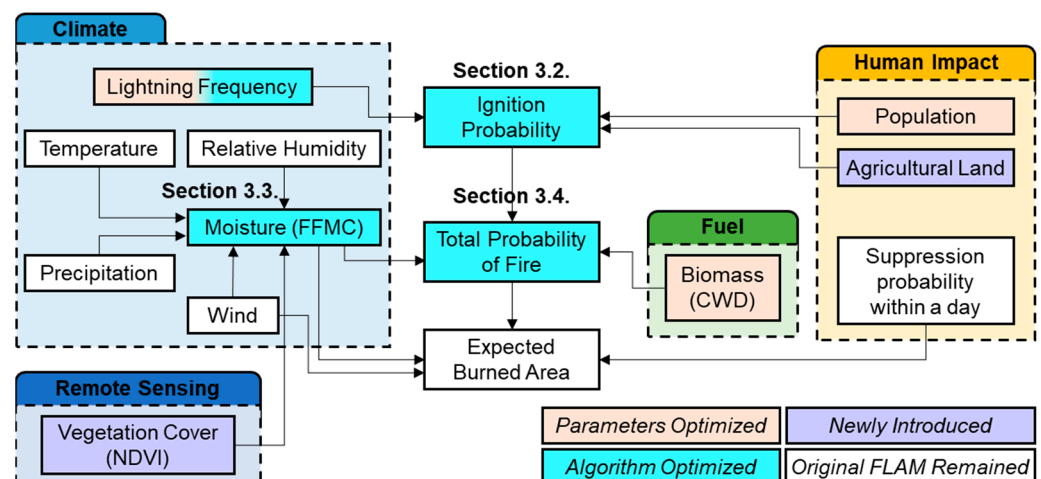 Climate
Lightning Frequency
Temperature
Relative Humidity
Section 3.3.
Moisture (FFMC)
Precipitation
Wind
Remote Sensing
Vegetation Cover
(NDVI)
Section 3.2.
Ignition
Probability
Section 3.4.
Total Probability
of Fire
Expected
Burned Area
Fuel
Biomass
(CWD)
Human Impact
Population
Agricultural Land
Suppression
probability
within a day
Parameters Optimized
Newly Introduced
Algorithm Optimized
Original FLAM Remained